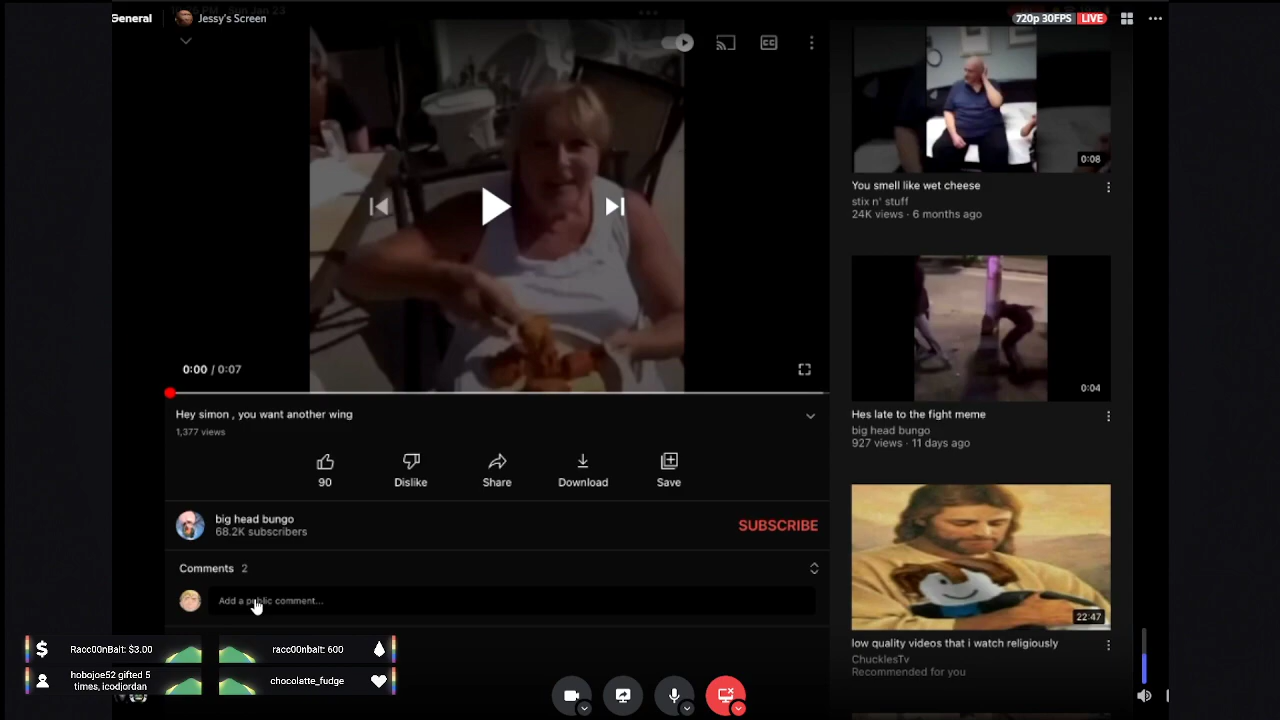 General
Jessy's Screen
720p 30FPS LIVE
CC
0:00 / 0:07
Hey simon , you want another wing
1,377 views
90
Dislike
Share
Download
Save
big head bungo
68.2K subscribers
SUBSCRIBE
Comments 2
Add a public comment...
0:08
You smell like wet cheese
stix n' stuff
24K views · 6 months ago
0:04
Hes late to the fight meme
big head bungo
927 views · 11 days ago
22:47
low quality videos that i watch religiously
ChucklesTv
Recommended for you
$ Racc00nBait: $3.00
racc00nbait: 311
hobojoe52 gifted 5
times, icodjordan
chocolatte_fudge